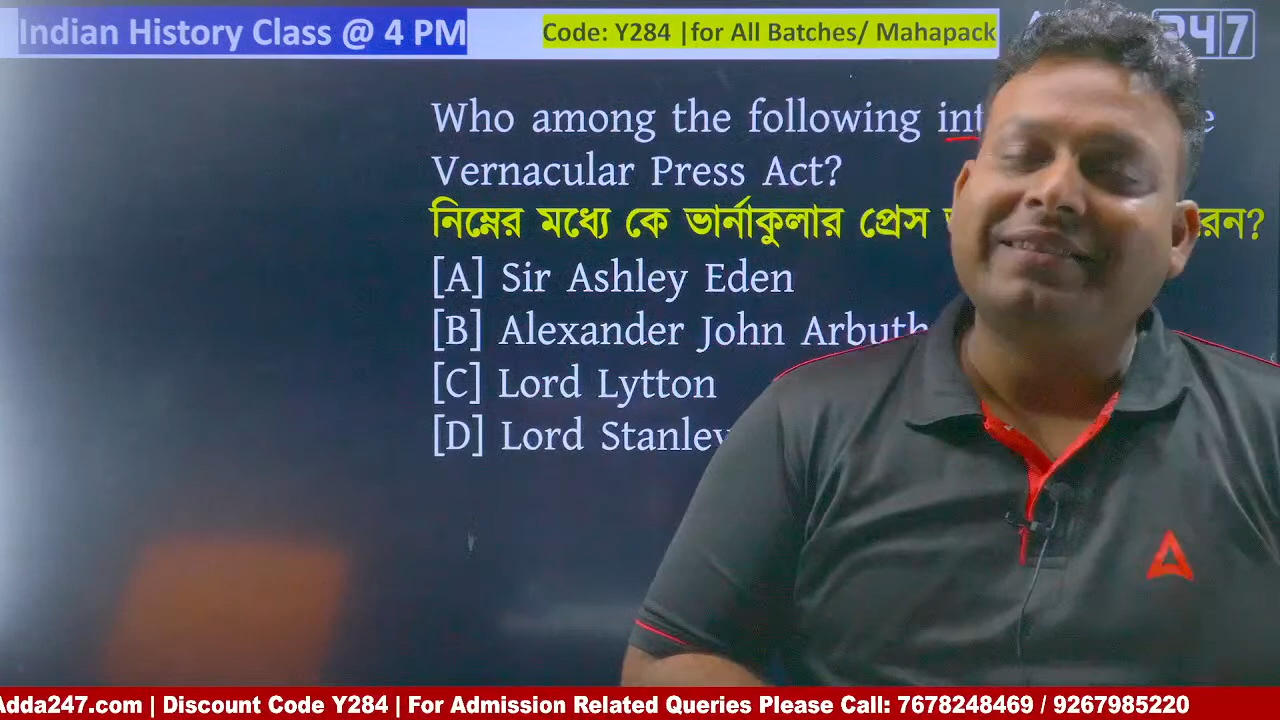 Indian History Class @ 4 PM
Code: Y284 |for All Batches/ Mahapack
247
Who among the following
Vernacular Press Act?
নিম্নের মধ্যে কে ভার্নাকুলার প্রেস
[A] Sir Ashley Eden
[B] Alexander John
[C] Lord Lytton
[D] Lord Stanley
Adda247.com | Discount Code Y284 | For Admission Related Queries Please Call: 7678248469 / 9267985220